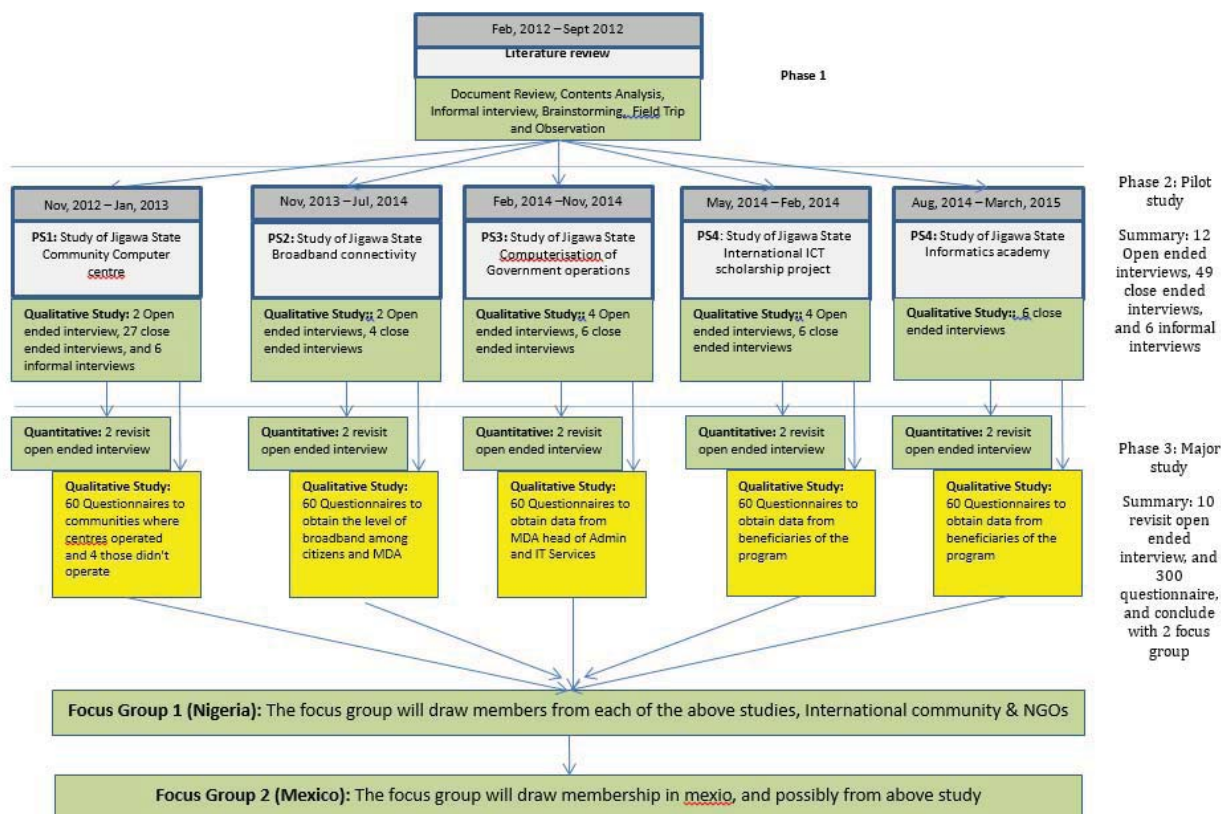 Feb, 2012 – Sept 2012
Literature review
Document Review, Contents Analysis,
Informal interview, Brainstorming, Field Trip
and Observation
Phase 1
Nov, 2012 – Jan, 2013
PS1: Study of Jigawa State
Community Computer
centre
Qualitative Study: 2 Open
ended interview, 27 close
ended interviews, and 6
informal interviews
Nov, 2013 – Jul, 2014
PS2: Study of Jigawa State
Broadband connectivity
Qualitative Study:: 2 Open
ended interviews, 4 close
ended interviews
Feb, 2014 –Nov, 2014
PS3: Study of Jigawa State
Computerisation of
Government operations
Qualitative Study:: 4 Open
ended interviews, 6 close
ended interviews
May, 2014 – Feb, 2014
PS4: Study of Jigawa State
International ICT
scholarship project
Qualitative Study:: 4 Open
ended interviews, 6 close
ended interviews
Aug, 2014 – March, 2015
PS4: Study of Jigawa State
Informatics academy
Qualitative Study:: 6 close
ended interviews
Phase 2: Pilot
study
Summary: 12
Open ended
interviews, 49
close ended
interviews,
and 6 informal
interviews
Quantitative: 2 revisit
open ended interview
Qualitative Study:
60 Questionnaires to
communities where
centres operated
and 4 those didn't
operate
Quantitative: 2 revisit
open ended interview
Qualitative Study:
60 Questionnaires to
obtain the level of
broadband among
citizens and MDA
Quantitative: 2 revisit
open ended interview
Qualitative Study:
60 Questionnaires to
obtain data from
MDA head of Admin
and IT Services
Quantitative: 2 revisit
open ended interview
Qualitative Study:
60 Questionnaires to
obtain data from
beneficiaries of the
program
Quantitative: 2 revisit
open ended interview
Qualitative Study:
60 Questionnaires to
obtain data from
beneficiaries of the
program
Phase 3: Major
study
Summary: 10
revisit open
ended
interview, and
300
questionnaire,
and conclude
with 2 focus
group
Focus Group 1 (Nigeria): The focus group will draw members from each of the above studies, International community & NGOs
Focus Group 2 (Mexico): The focus group will draw membership in mexio, and possibly from above study